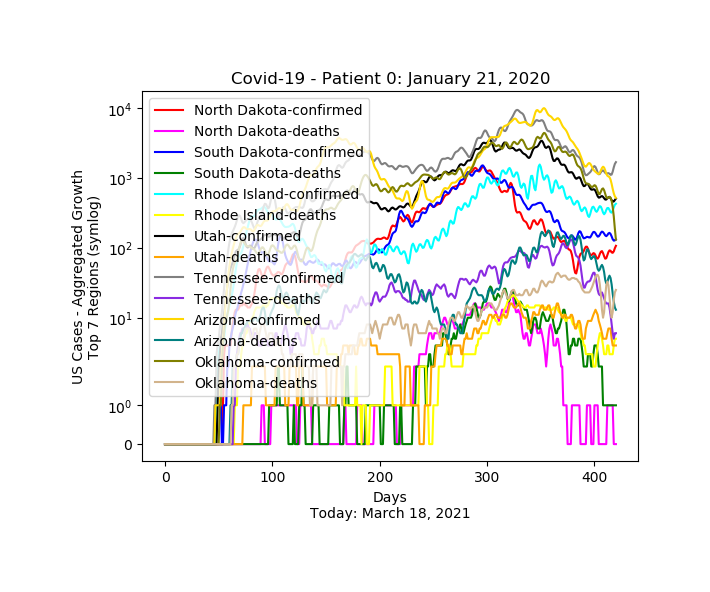 Covid-19 - Patient 0: January 21, 2020
US Cases - Aggregated Growth
Top 7 Regions (symlog)
10⁴
10³
10²
10¹
10⁰
0
North Dakota-confirmed
North Dakota-deaths
South Dakota-confirmed
South Dakota-deaths
Rhode Island-confirmed
Rhode Island-deaths
Utah-confirmed
Utah-deaths
Tennessee-confirmed
Tennessee-deaths
Arizona-confirmed
Arizona-deaths
Oklahoma-confirmed
Oklahoma-deaths
0 100 200 300 400
Days
Today: March 18, 2021